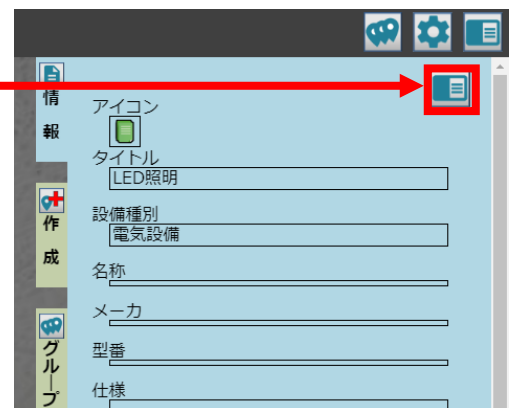 情報
アイコン
タイトル
LED照明
作成
設備種別
電気設備
名称
メーカ
グループ
型番
仕様